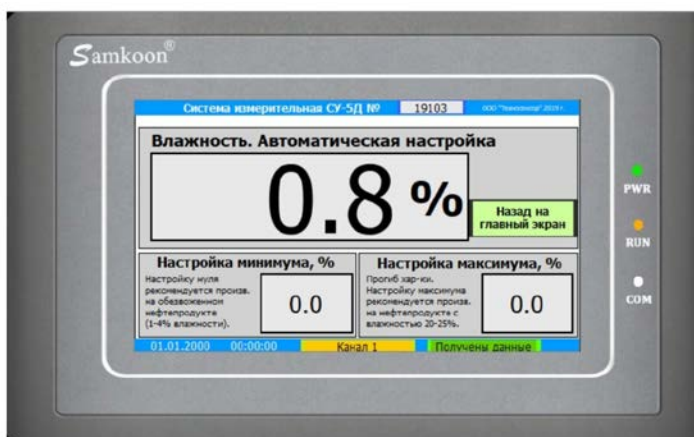 Samkoon®
Система измерительная СУ-5Д № 19103
Влажность. Автоматическая настройка
0.8 %
Назад на
главный экран
PWR
RUN
COM
Настройка минимума, %
Настройку нуля
рекомендуется произв.
на обезвоженном
нефтепродукте
(1-4% влажности).
0.0
Настройка максимума, %
Прогиб хар-ки.
Настройку максимума
рекомендуется произв.
на нефтепродукте с
влажностью 20-25%.
0.0
01.01.2000 00:00:00 Канал 1 Получены данные